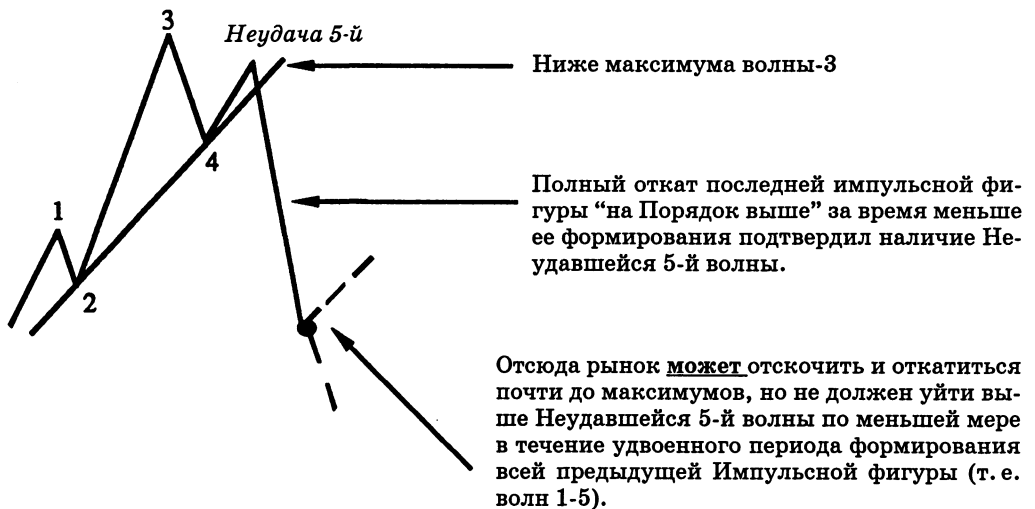 3
Неудача 5-й
Ниже максимума волны-3
4
1
Полный откат последней импульсной фи-
гуры “на Порядок выше” за время меньше
ее формирования подтвердил наличие Не-
удавшейся 5-й волны.
2
Отсюда рынок может отскочить и откатиться
почти до максимумов, но не должен уйти вы-
ше Неудавшейся 5-й волны по меньшей мере
в течение удвоенного периода формирования
всей предыдущей Импульсной фигуры (т. е.
волн 1-5).